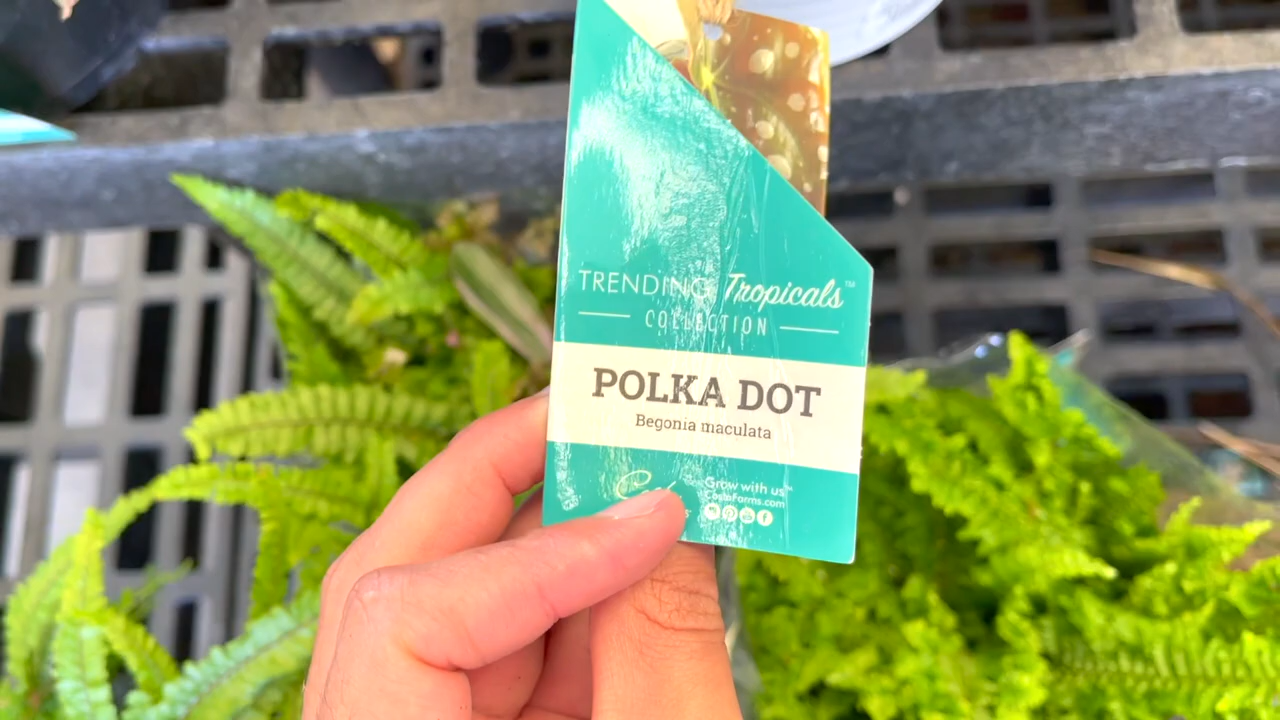 TRENDING Tropicals™
COLLECTION
POLKA DOT
Begonia maculata
Grow with us™
CostaFarms.com